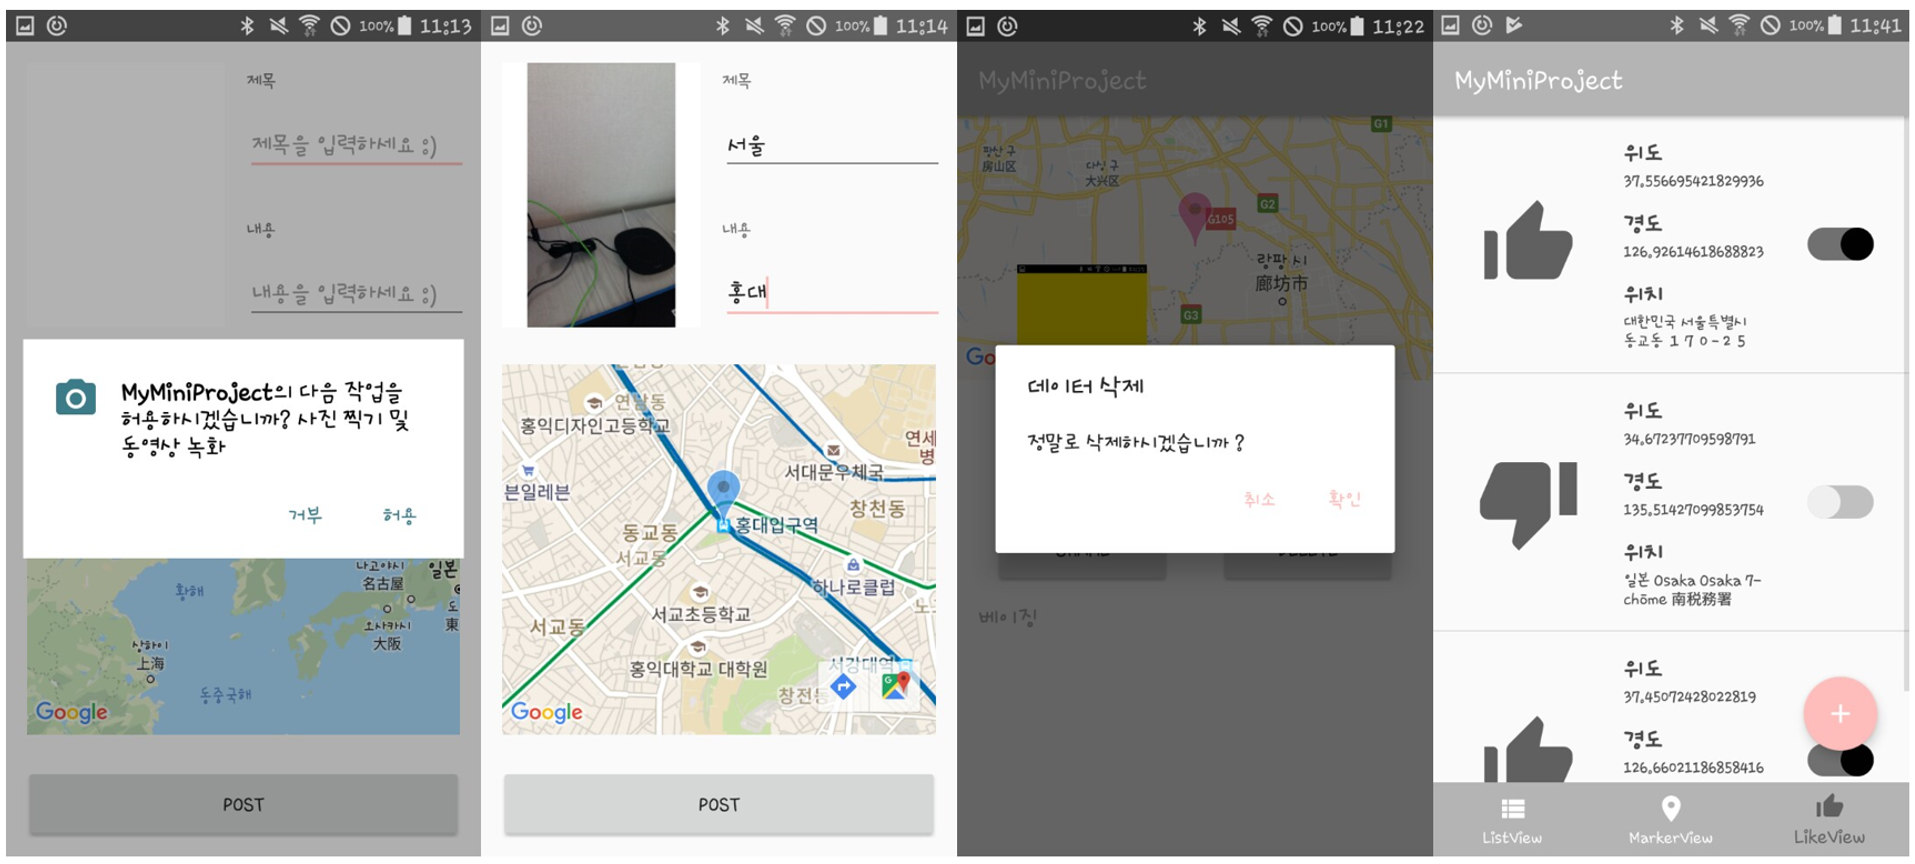 100% 11:13
제목
제목을 입력하세요 :)
내용
내용을 입력하세요 :)
MyMiniProject의 다음 작업을
허용하시겠습니까? 사진 찍기 및
동영상 녹화
거부 허용
나고야시
名古屋
일본
황해
오사카시
大阪
東
상하이
上海
동중국해
Google
POST
100% 11:14
제목
서울
내용
홍대
연남동
홍익디자인고등학교
연세
병
세븐일레븐
서대문우체국
창천동
동교동
홍대입구역
서교동
하나로클럽
서교초등학교
서교동
홍익대학교 대학원
서강대역
창전동
Google
POST
100% 11:22
MyMiniProject
G1
팡산 구
房山区
다싱 구
大兴区
G2
G105
랑팡 시
廊坊市
G3
Go
데이터 삭제
정말로 삭제하시겠습니까 ?
취소 확인
베이징
100% 11:41
MyMiniProject
위도
37.556695421829936
경도
126.92614618688823
위치
대한민국 서울특별시
동교동 170-25
위도
34.67237709598791
경도
135.51427099853754
위치
일본 Osaka Osaka 7-
chōme 南税務署
위도
37.45072428022819
경도
126.66021186858416
ListView MarkerView LikeView